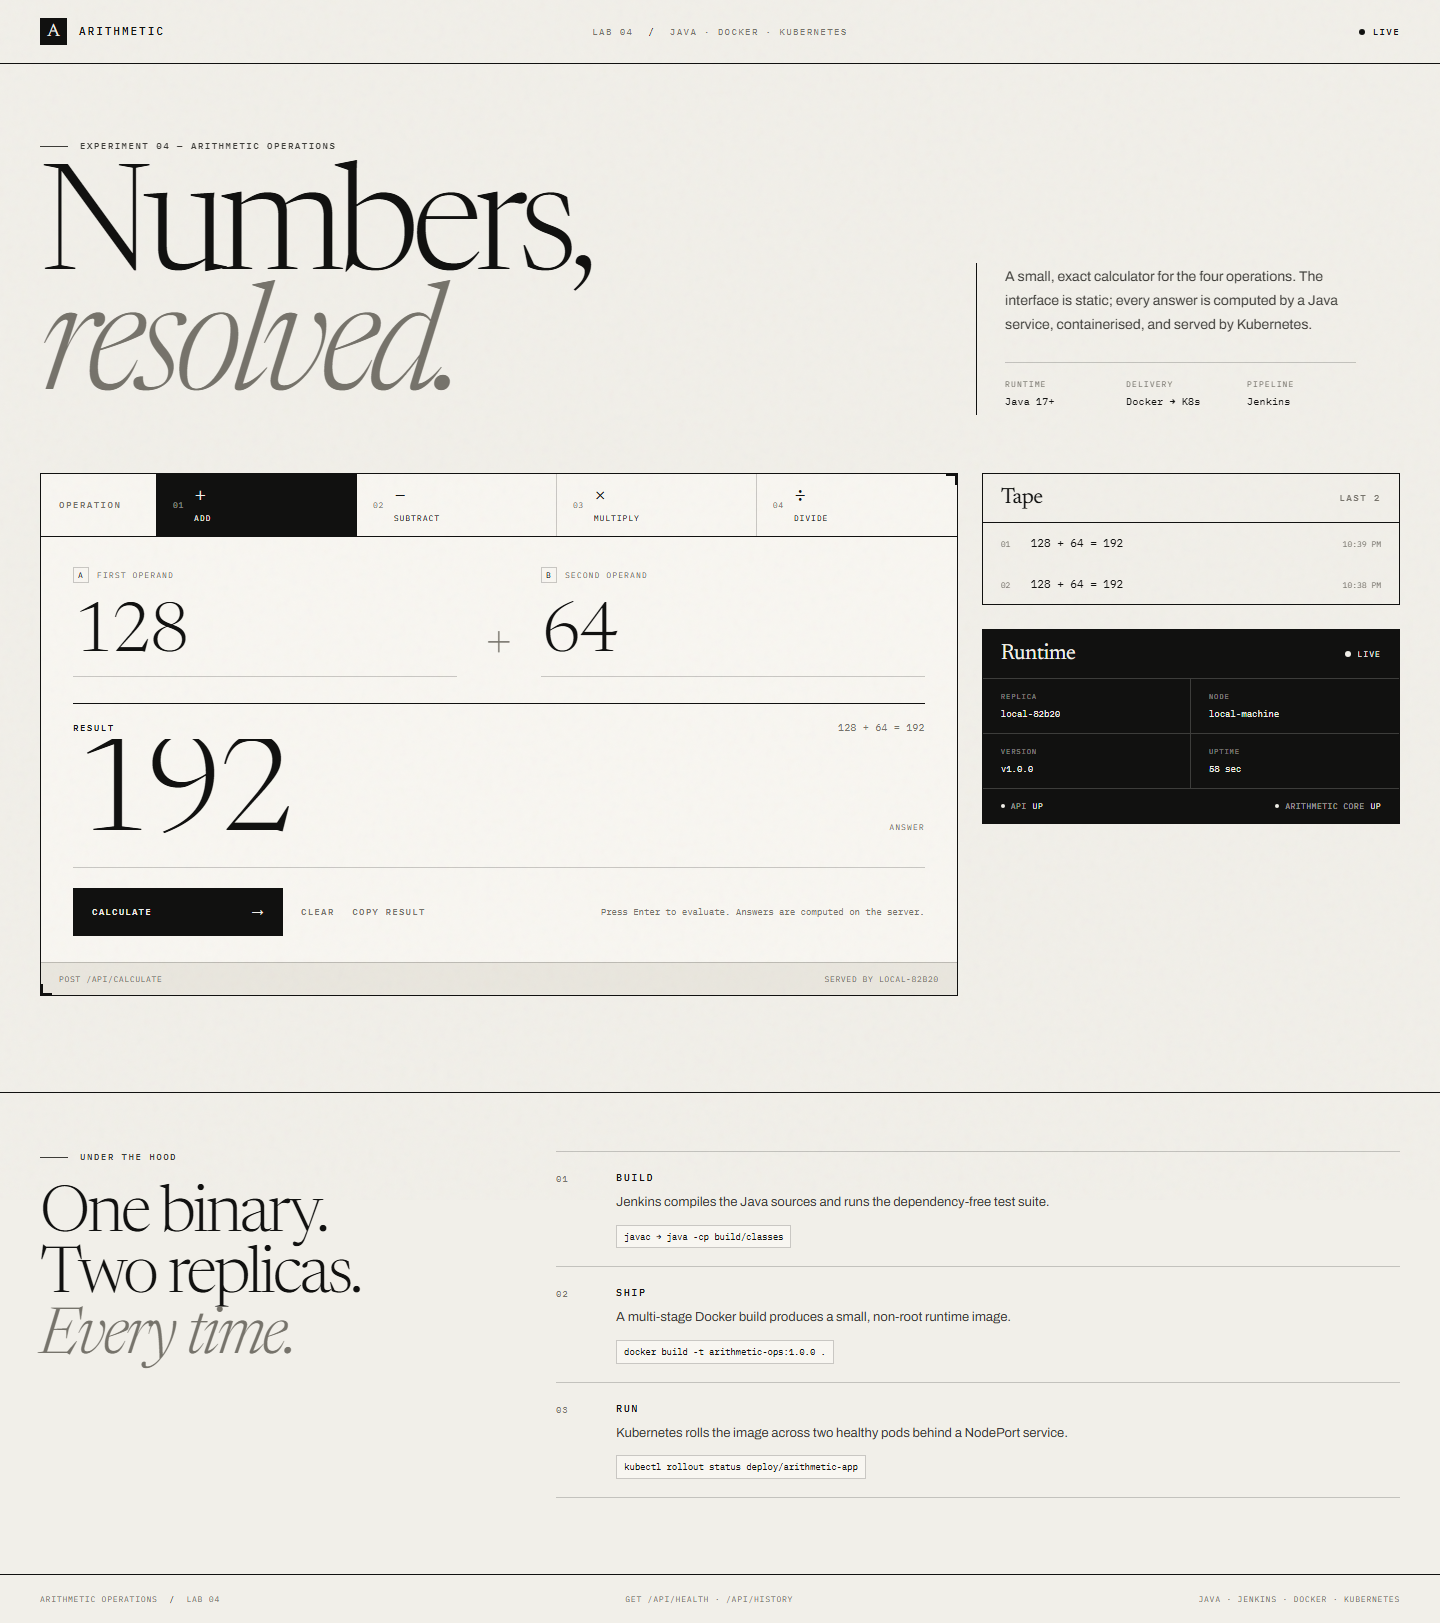 A ARITHMETIC
LAB 04 / JAVA · DOCKER · KUBERNETES
LIVE
EXPERIMENT 04 — ARITHMETIC OPERATIONS
Numbers,
resolved.
A small, exact calculator for the four operations. The
interface is static; every answer is computed by a Java
service, containerised, and served by Kubernetes.
RUNTIME DELIVERY PIPELINE
Java 17+ Docker → K8s Jenkins
OPERATION
01 + ADD
02 − SUBTRACT
03 × MULTIPLY
04 ÷ DIVIDE
A FIRST OPERAND
128
+
B SECOND OPERAND
64
RESULT
128 + 64 = 192
192
ANSWER
CALCULATE →
CLEAR
COPY RESULT
Press Enter to evaluate. Answers are computed on the server.
POST /API/CALCULATE
SERVED BY LOCAL-82B20
Tape
LAST 2
01 128 + 64 = 192 10:39 PM
02 128 + 64 = 192 10:38 PM
Runtime
LIVE
REPLICA
local-82b20
NODE
local-machine
VERSION
v1.0.0
UPTIME
58 sec
API UP
ARITHMETIC CORE UP
UNDER THE HOOD
One binary.
Two replicas.
Every time.
01 BUILD
Jenkins compiles the Java sources and runs the dependency-free test suite.
javac → java -cp build/classes
02 SHIP
A multi-stage Docker build produces a small, non-root runtime image.
docker build -t arithmetic-ops:1.0.0 .
03 RUN
Kubernetes rolls the image across two healthy pods behind a NodePort service.
kubectl rollout status deploy/arithmetic-app
ARITHMETIC OPERATIONS / LAB 04
GET /API/HEALTH · /API/HISTORY
JAVA · JENKINS · DOCKER · KUBERNETES